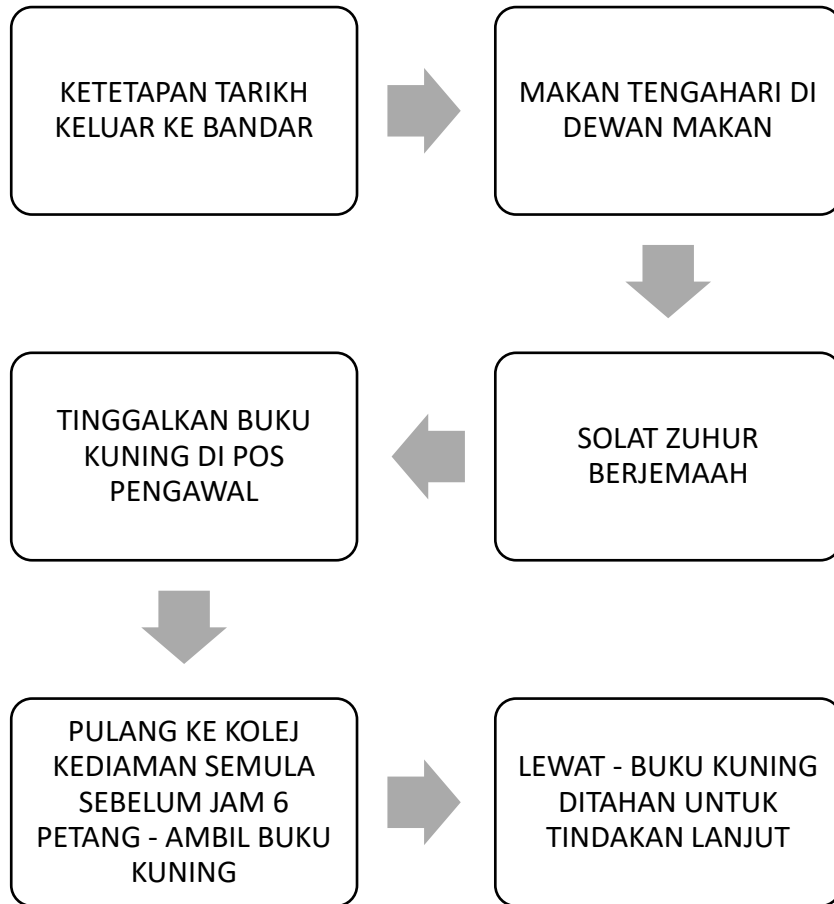 KETETAPAN TARIKH
KELUAR KE BANDAR
MAKAN TENGAHARI DI
DEWAN MAKAN
SOLAT ZUHUR
BERJEMAAH
TINGGALKAN BUKU
KUNING DI POS
PENGAWAL
PULANG KE KOLEJ
KEDIAMAN SEMULA
SEBELUM JAM 6
PETANG - AMBIL BUKU
KUNING
LEWAT - BUKU KUNING
DITAHAN UNTUK
TINDAKAN LANJUT